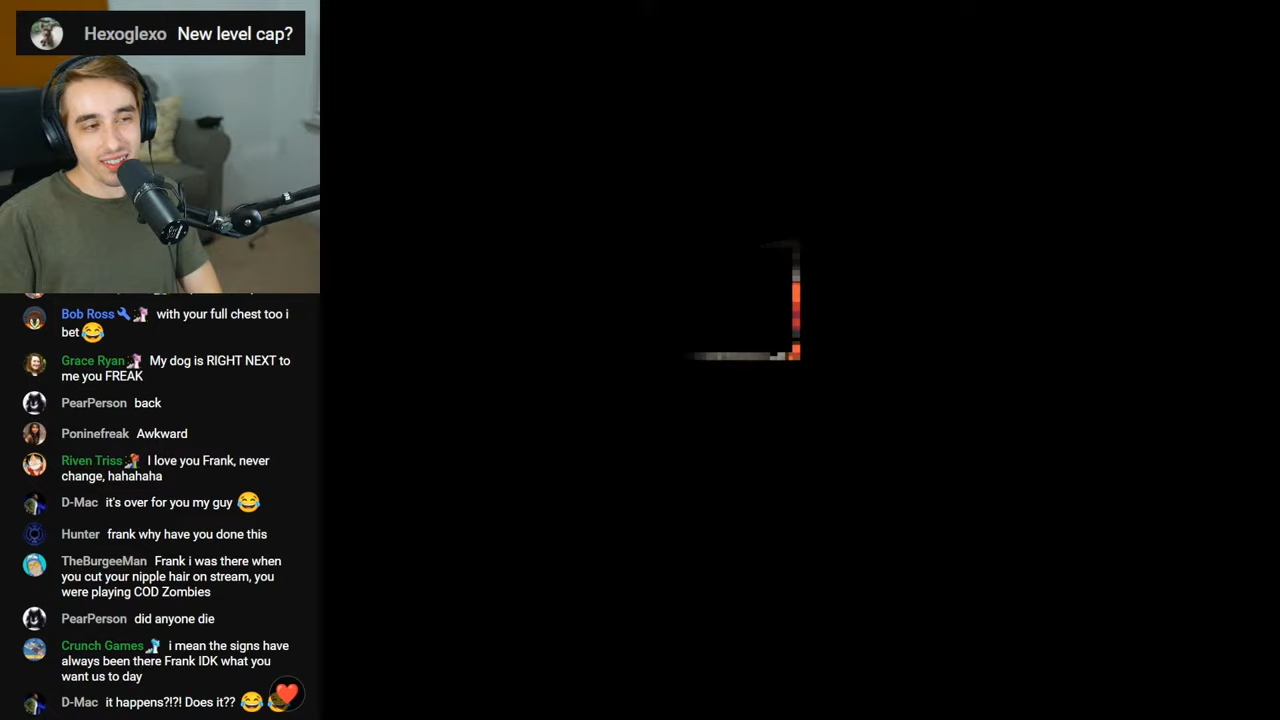 Hexoglexo New level cap?
Bob Ross with your full chest too i
bet
Grace Ryan My dog is RIGHT NEXT to
me you FREAK
PearPerson back
Poninefreak Awkward
Riven Triss I love you Frank, never
change, hahahaha
D-Mac it's over for you my guy
Hunter frank why have you done this
TheBurgeeMan Frank i was there when
you cut your nipple hair on stream, you
were playing COD Zombies
PearPerson did anyone die
Crunch Games i mean the signs have
always been there Frank IDK what you
want us to day
D-Mac it happens?!?! Does it??